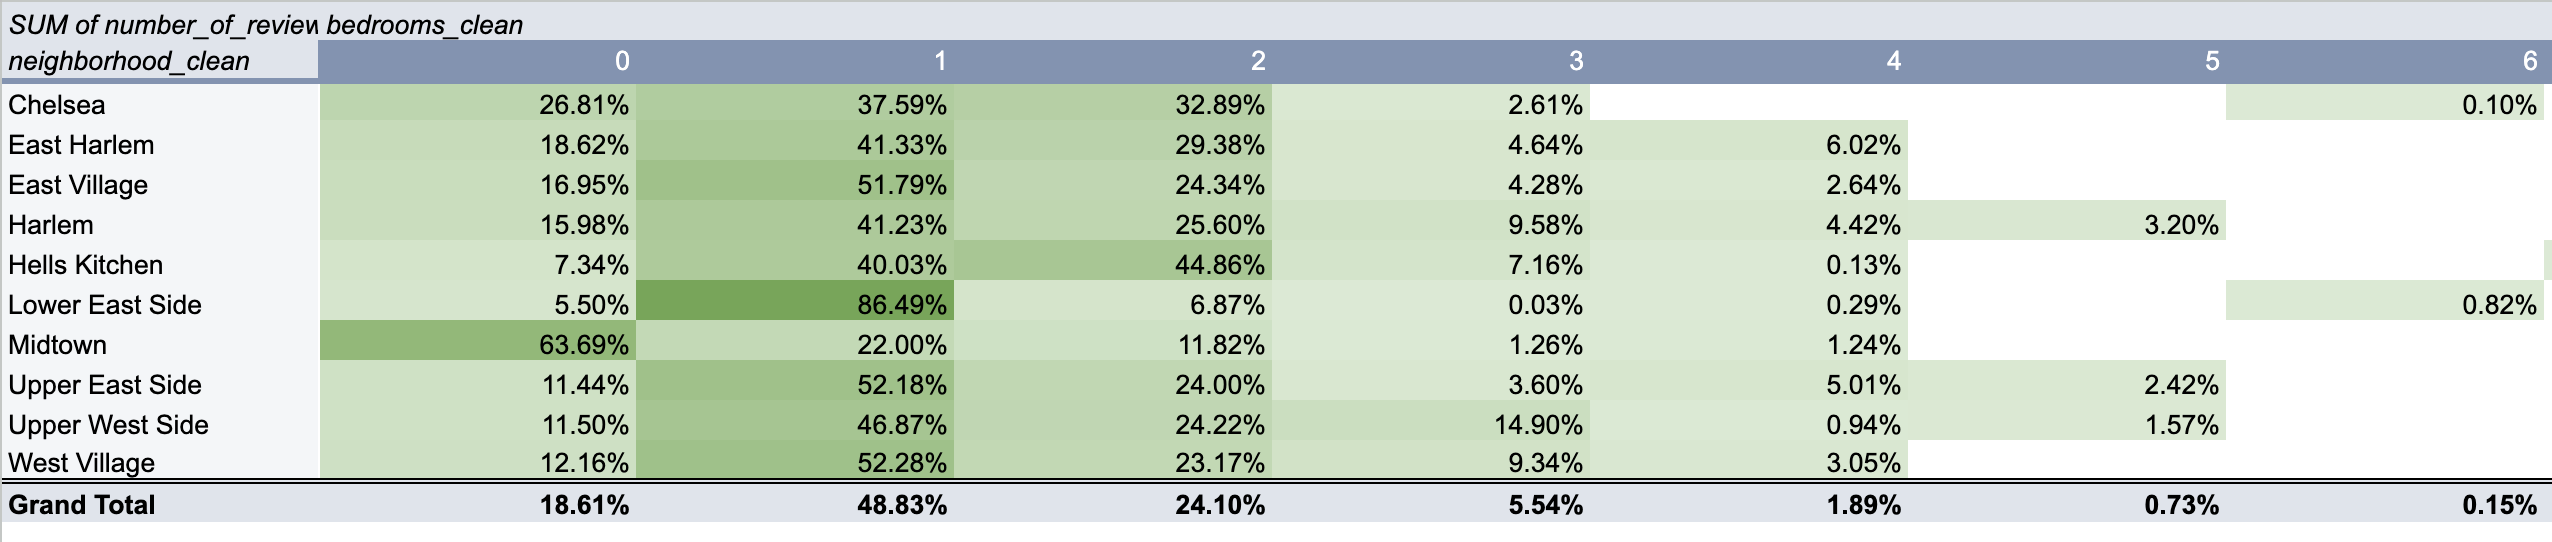 SUM of number_of_review bedrooms_clean
neighborhood_clean 0 1 2 3 4 5 6
Chelsea 26.81% 37.59% 32.89% 2.61% 0.10%
East Harlem 18.62% 41.33% 29.38% 4.64% 6.02%
East Village 16.95% 51.79% 24.34% 4.28% 2.64%
Harlem 15.98% 41.23% 25.60% 9.58% 4.42% 3.20%
Hells Kitchen 7.34% 40.03% 44.86% 7.16% 0.13%
Lower East Side 5.50% 86.49% 6.87% 0.03% 0.29% 0.82%
Midtown 63.69% 22.00% 11.82% 1.26% 1.24%
Upper East Side 11.44% 52.18% 24.00% 3.60% 5.01% 2.42%
Upper West Side 11.50% 46.87% 24.22% 14.90% 0.94% 1.57%
West Village 12.16% 52.28% 23.17% 9.34% 3.05%
Grand Total 18.61% 48.83% 24.10% 5.54% 1.89% 0.73% 0.15%